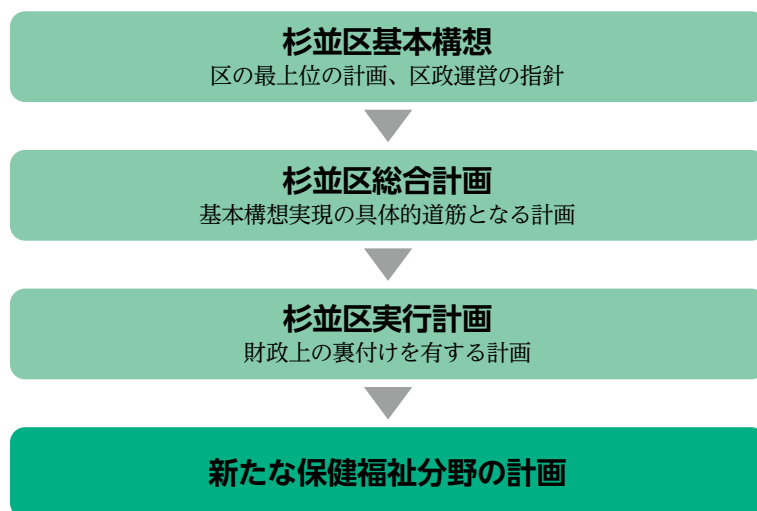 杉並区基本構想
区の最上位の計画、区政運営の指針
杉並区総合計画
基本構想実現の具体的道筋となる計画
杉並区実行計画
財政上の裏付けを有する計画
新たな保健福祉分野の計画